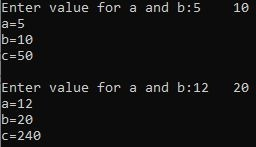 Enter value for a and b:5    10
a=5
b=10
c=50
Enter value for a and b:12   20
a=12
b=20
c=240